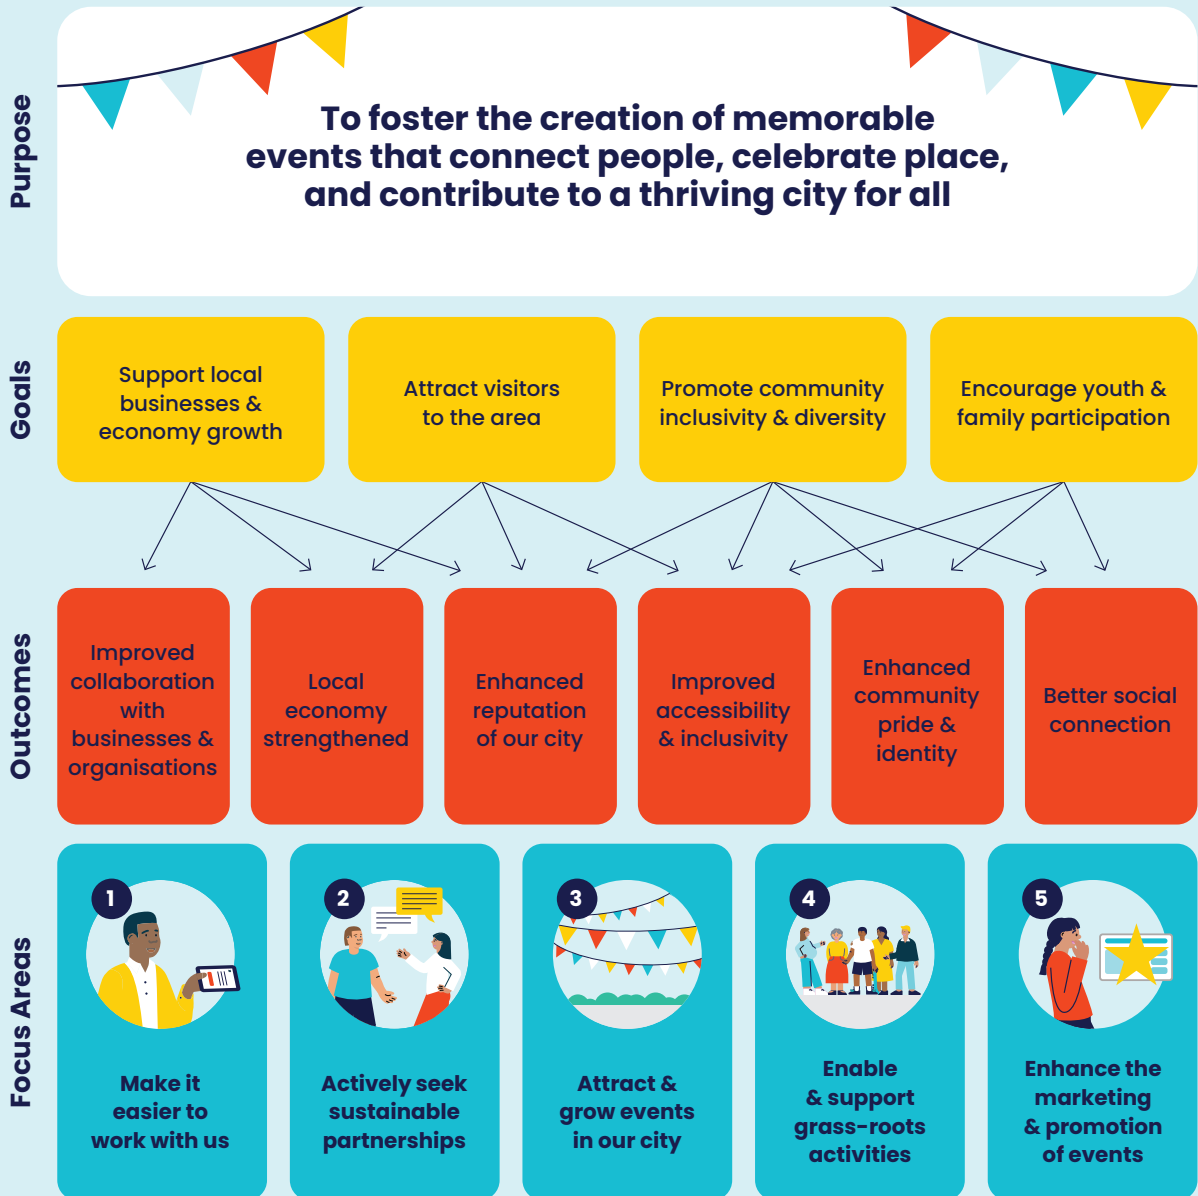 Purpose
To foster the creation of memorable
events that connect people, celebrate place,
and contribute to a thriving city for all
Goals
Support local
businesses &
economy growth
Attract visitors
to the area
Promote community
inclusivity & diversity
Encourage youth &
family participation
Outcomes
Improved
collaboration
with
businesses &
organisations
Local
economy
strengthened
Enhanced
reputation
of our city
Improved
accessibility
& inclusivity
Enhanced
community
pride &
identity
Better social
connection
Focus Areas
1
Make it
easier to
work with us
2
Actively seek
sustainable
partnerships
3
Attract &
grow events
in our city
4
Enable
& support
grass-roots
activities
5
Enhance the
marketing
& promotion
of events